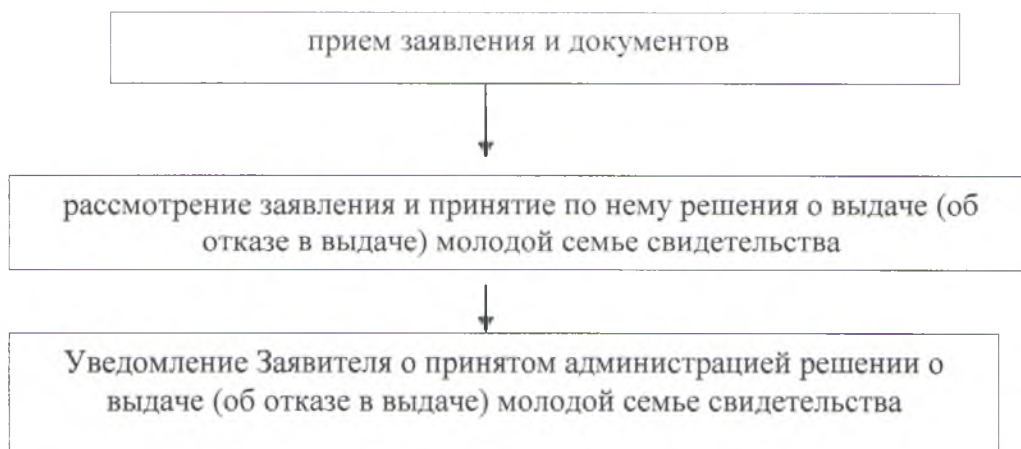 прием заявления и документов
рассмотрение заявления и принятие по нему решения о выдаче (об
отказе в выдаче) молодой семье свидетельства
Уведомление Заявителя о принятом администрацией решении о
выдаче (об отказе в выдаче) молодой семье свидетельства